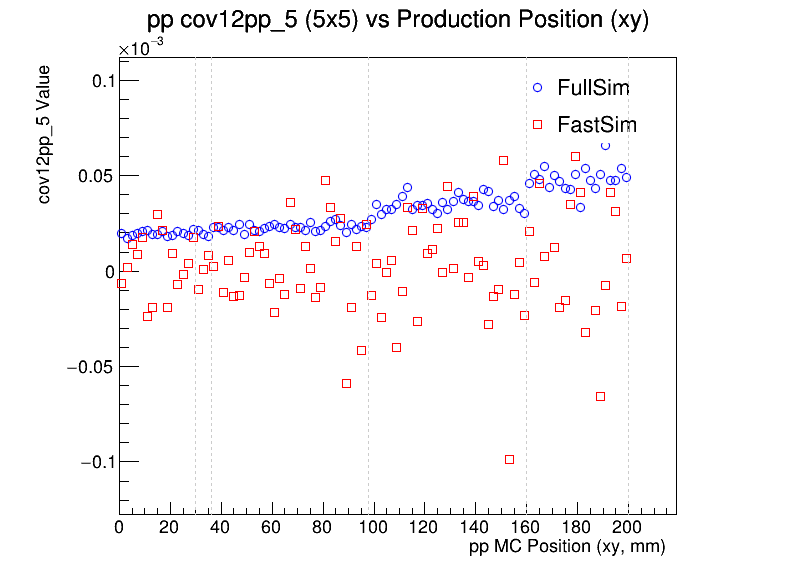 pp cov12pp_5 (5x5) vs Production Position (xy)
×10⁻³
cov12pp_5 Value
FullSim
FastSim
0.1
0.05
0
−0.05
−0.1
0 20 40 60 80 100 120 140 160 180 200
pp MC Position (xy, mm)